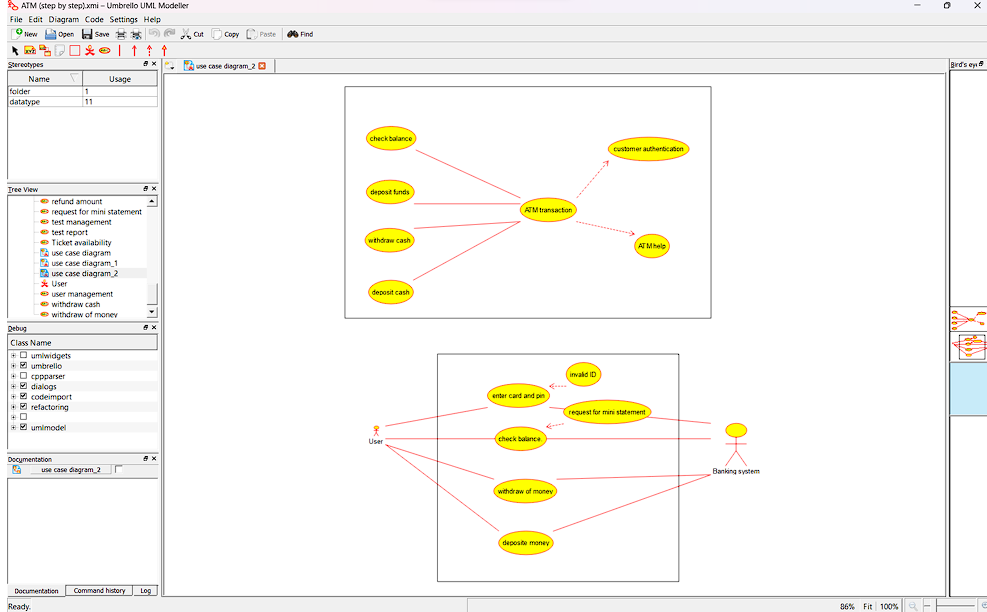 ATM (step by step).xmi – Umbrello UML Modeller
File Edit Diagram Code Settings Help
New Open Save Cut Copy Paste Find
Stereotypes
Name Usage
folder 1
datatype 11
Tree View
refund amount
request for mini statement
test management
test report
Ticket availability
use case diagram
use case diagram_1
use case diagram_2
User
user management
withdraw cash
withdraw of money
Debug
Class Name
umlwidgets
umbrello
cppparser
dialogs
codeimport
refactoring
umlmodel
Documentation
use case diagram_2
Documentation Command history Log
Ready.
use case diagram_2
check balance
customer authentication
deposit funds
ATM transaction
withdraw cash
ATM help
deposit cash
invalid ID
enter card and pin
request for mini statement
User
check balance
Banking system
withdraw of money
deposite money
Bird's eye
86% Fit 100%